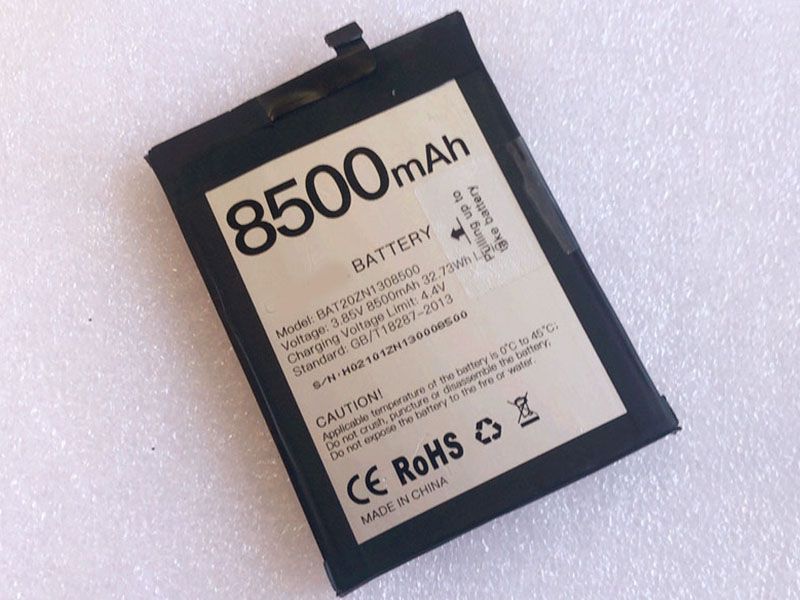 8500mAh
BATTERY
Pulling up to
take battery
Model: BAT20ZN1308500
Voltage: 3.85V 8500mAh 32.73Wh
Charging Voltage Limit: 4.4V
Standard: GB/T18287-2013
S/N:H02101ZN130008500
CAUTION!
Applicable temperature of the battery is 0°C to 45°C;
Do not crush, puncture or disassemble the battery;
Do not expose the battery to the fire or water.
CE RoHS
MADE IN CHINA